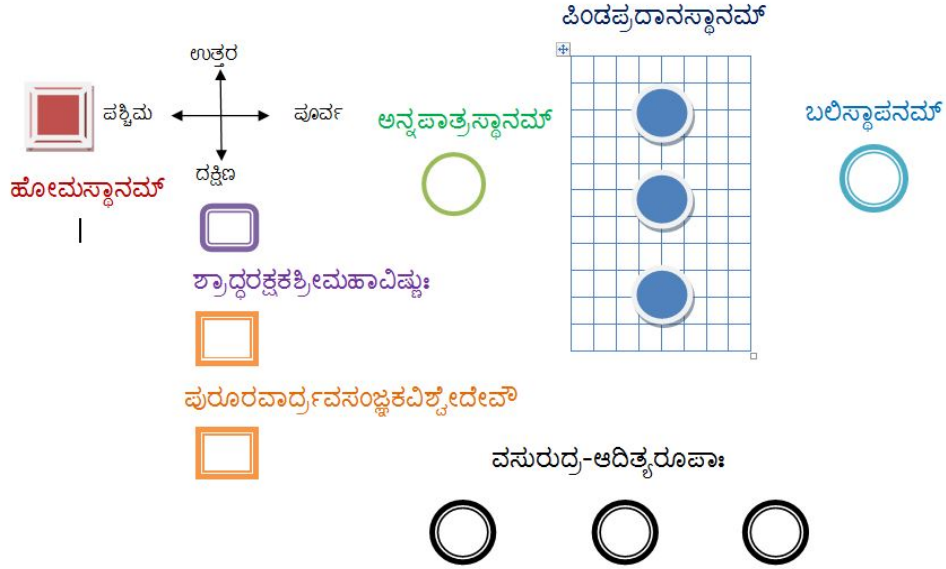 ಪಿಂಡಪ್ರದಾನಸ್ಥಾನಮ್
ಉತ್ತರ
ಪಶ್ಚಿಮ
ಪೂರ್ವ
ದಕ್ಷಿಣ
ಅನ್ನಪಾತ್ರಸ್ಥಾನಮ್
ಬಲಿಸ್ಥಾಪನಮ್
ಹೋಮಸ್ಥಾನಮ್
ಶ್ರಾದ್ಧರಕ್ಷಕಶ್ರೀಮಹಾವಿಷ್ಣುಃ
ಪುರೂರವಾರ್ದ್ರವಸಂಜ್ಞಕವಿಶ್ವೇದೇವೌ
ವಸುರುದ್ರ-ಆದಿತ್ಯರೂಪಾಃ